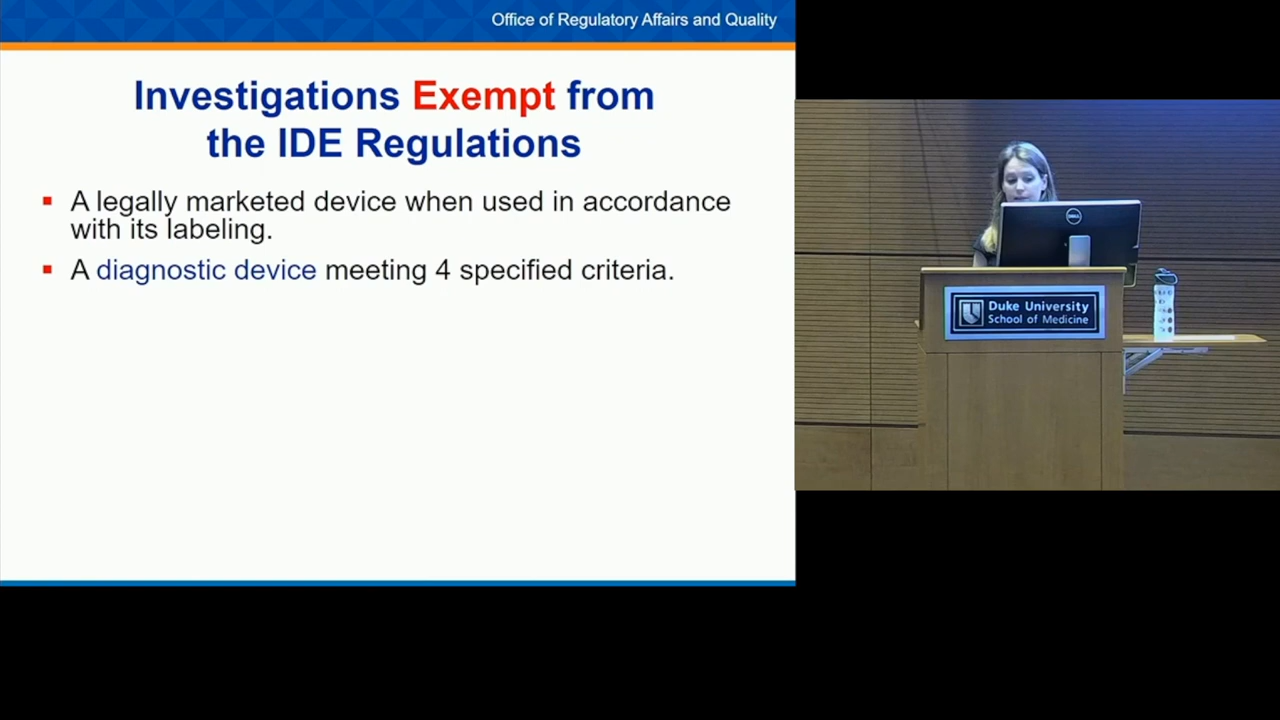 Office of Regulatory Affairs and Quality
Investigations Exempt from
the IDE Regulations
A legally marketed device when used in accordance
with its labeling.
A diagnostic device meeting 4 specified criteria.
DELL
Duke University
School of Medicine